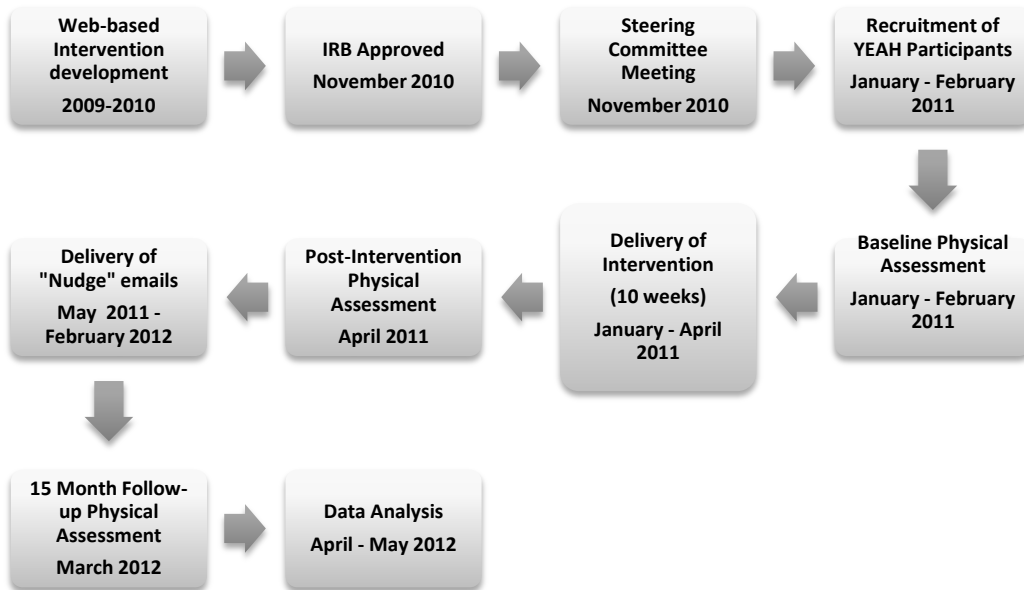 Web-based
Intervention
development
2009-2010
IRB Approved
November 2010
Steering
Committee
Meeting
November 2010
Recruitment of
YEAH Participants
January - February
2011
Baseline Physical
Assessment
January - February
2011
Delivery of
Intervention
(10 weeks)
January - April
2011
Post-Intervention
Physical
Assessment
April 2011
Delivery of
"Nudge" emails
May 2011 -
February 2012
15 Month Follow-
up Physical
Assessment
March 2012
Data Analysis
April - May 2012